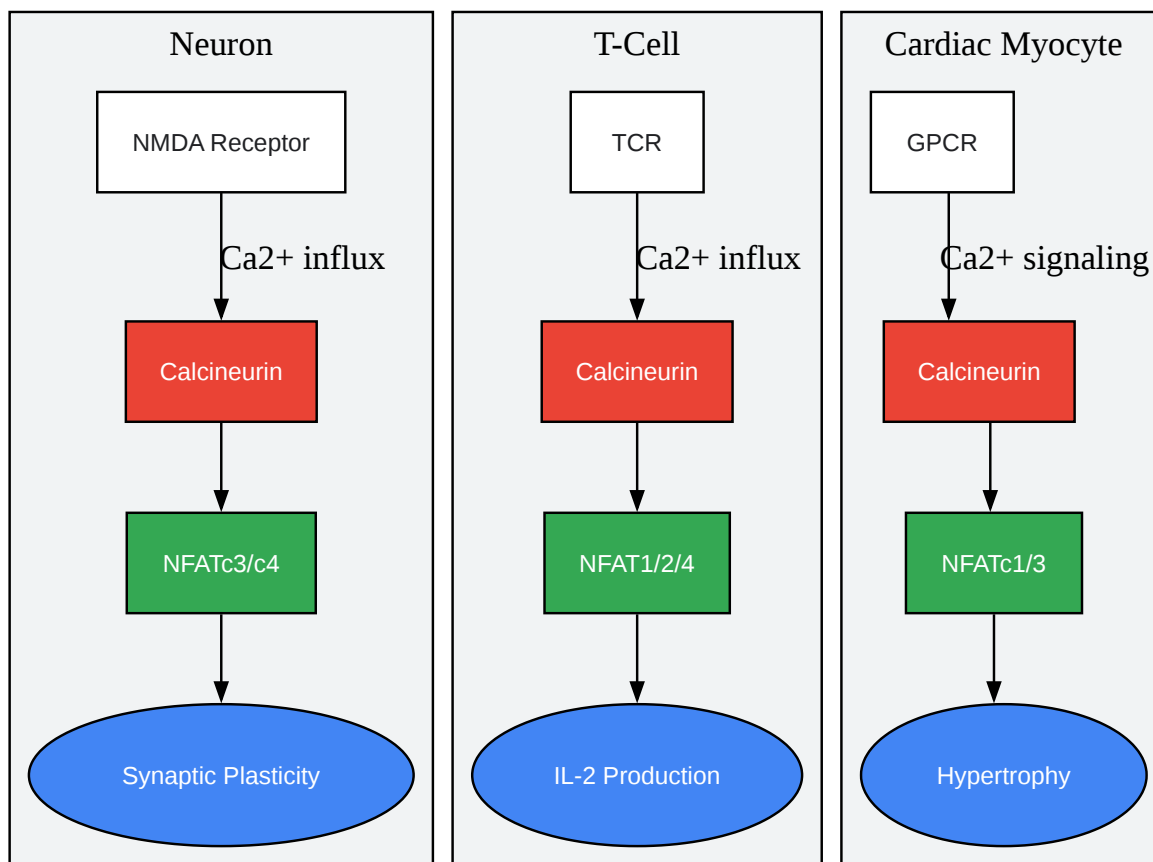 Neuron
NMDA Receptor
Ca2+ influx
Calcineurin
NFATc3/c4
Synaptic Plasticity
T-Cell
TCR
Ca2+ influx
Calcineurin
NFAT1/2/4
IL-2 Production
Cardiac Myocyte
GPCR
Ca2+ signaling
Calcineurin
NFATc1/3
Hypertrophy